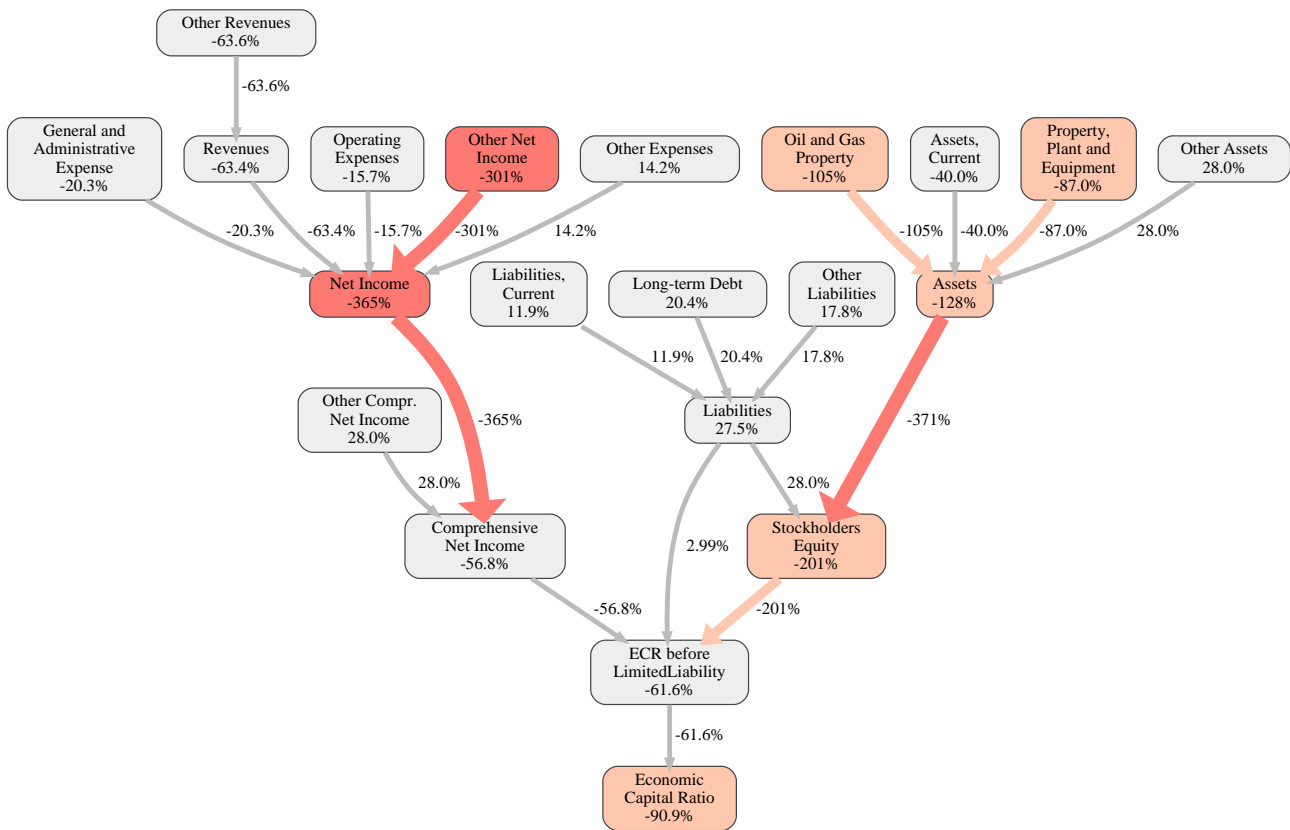 Other Revenues
-63.6%
-63.6%
General and
Administrative
Expense
-20.3%
Revenues
-63.4%
Operating
Expenses
-15.7%
Other Net
Income
-301%
Other Expenses
14.2%
Oil and Gas
Property
-105%
Assets,
Current
-40.0%
Property,
Plant and
Equipment
-87.0%
Other Assets
28.0%
-20.3%
-63.4%
-15.7%
-301%
14.2%
-105%
-40.0%
-87.0%
28.0%
Net Income
-365%
Liabilities,
Current
11.9%
Long-term Debt
20.4%
Other
Liabilities
17.8%
Assets
-128%
11.9%
20.4%
17.8%
Other Compr.
Net Income
28.0%
-365%
Liabilities
27.5%
-371%
28.0%
28.0%
Comprehensive
Net Income
-56.8%
2.99%
Stockholders
Equity
-201%
-56.8%
-201%
ECR before
LimitedLiability
-61.6%
-61.6%
Economic
Capital Ratio
-90.9%